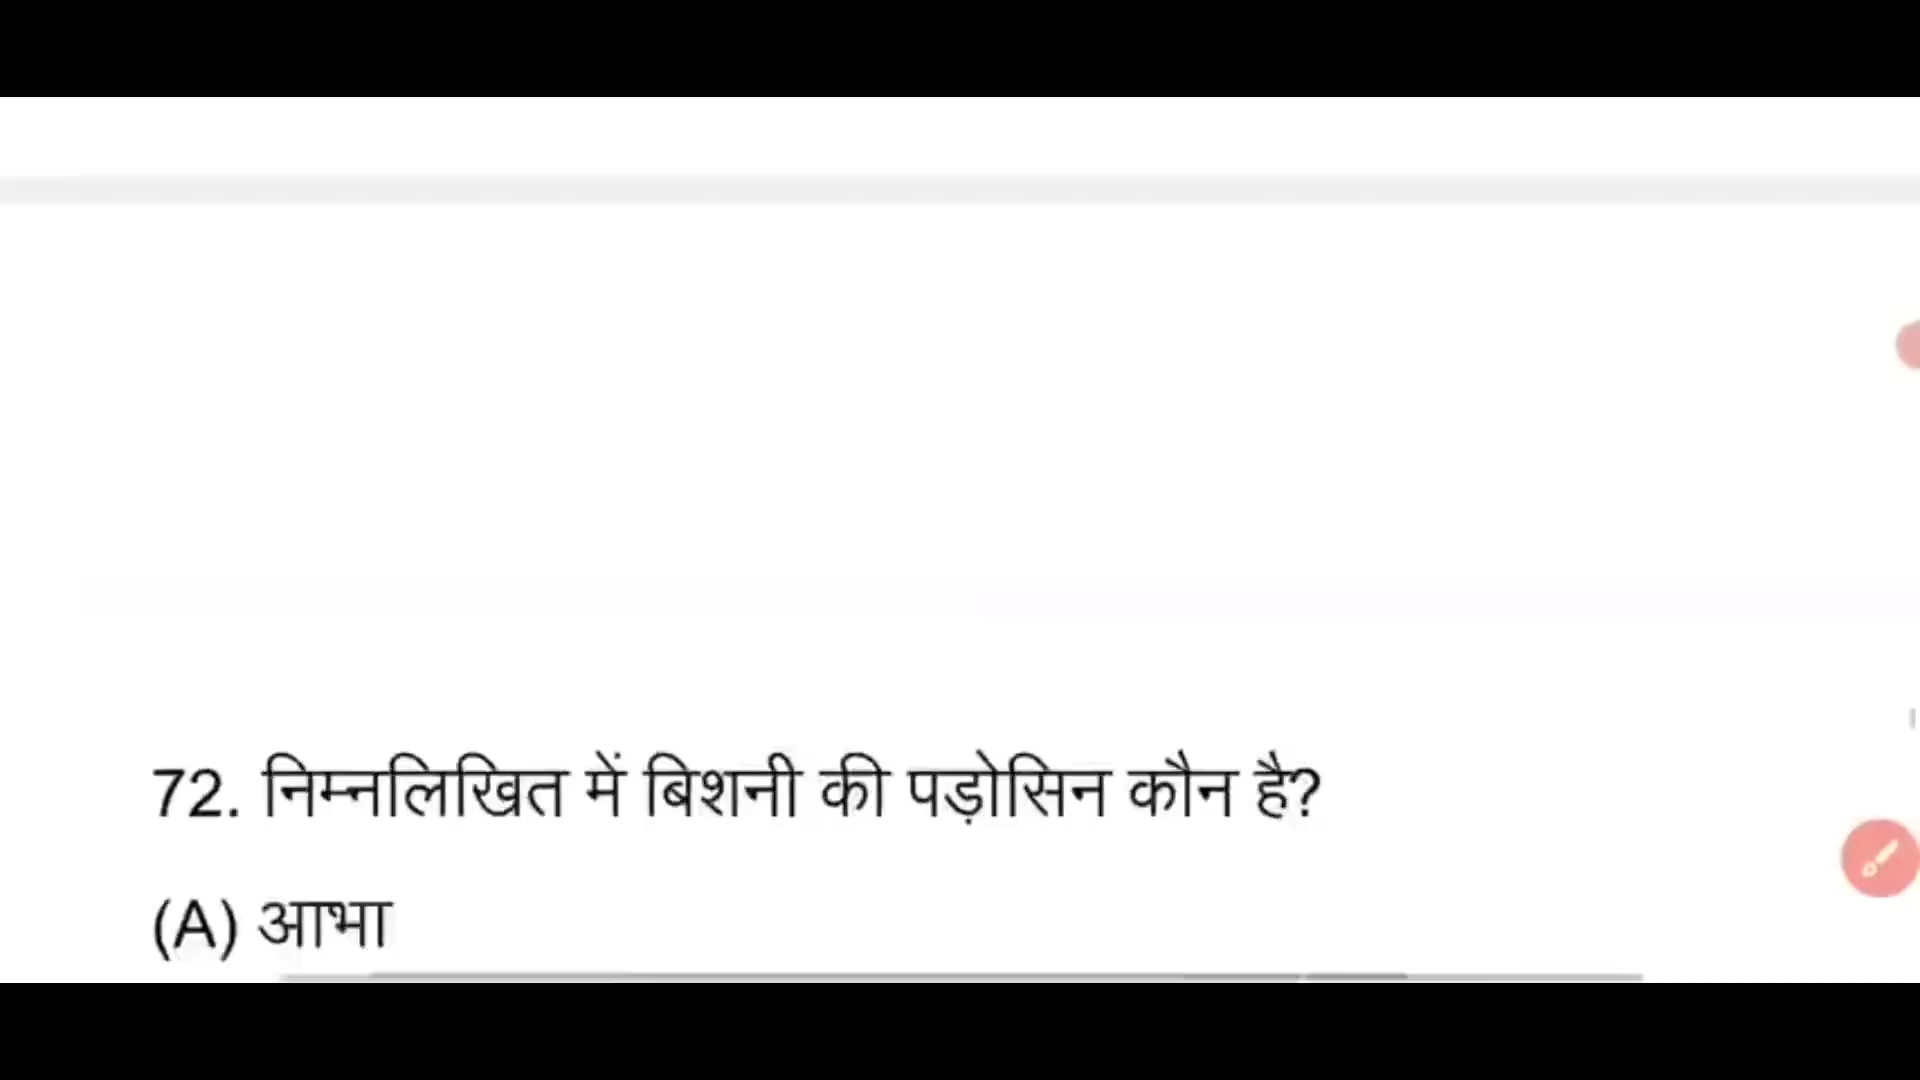 72. निम्नलिखित में बिशनी की पड़ोसिन कौन है?
(A) आभा